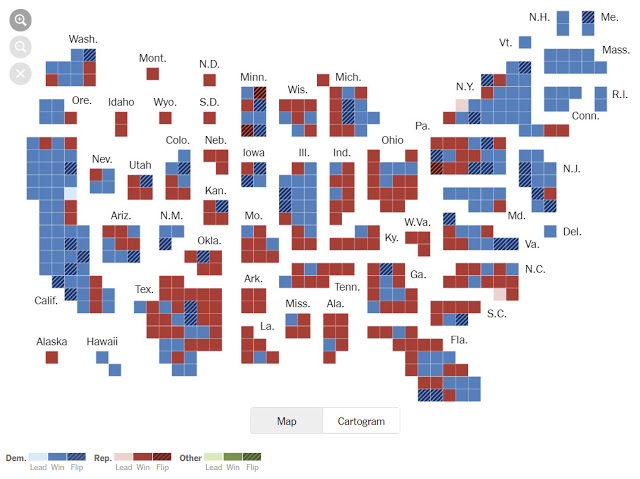 N.H. Me.
Wash. Vt. Mass.
Mont. N.D. Minn. Wis. Mich. N.Y. R.I.
Ore. Idaho Wyo. S.D. Conn.
Pa.
Nev. Utah Colo. Neb. Iowa Ill. Ind. Ohio N.J.
Kan.
Ariz. N.M. Okla. Mo. Ky. W.Va. Md. Del.
Va.
Calif. Tex. Ark. Tenn. Ga. N.C.
Miss. Ala. S.C.
La. Fla.
Alaska Hawaii
Map Cartogram
Dem. Rep. Other
Lead Win Flip Lead Win Flip Lead Win Flip